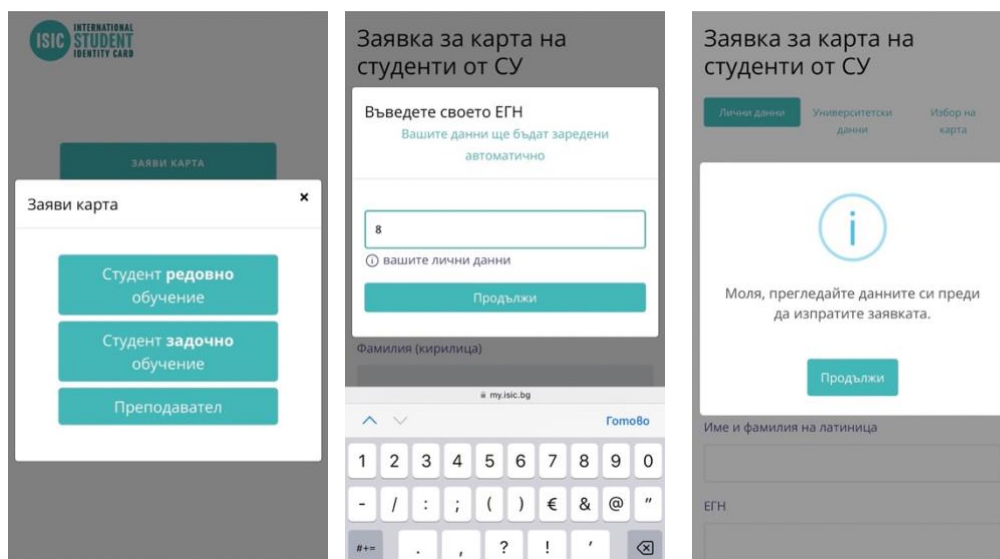 ISIC
INTERNATIONAL
STUDENT
IDENTITY CARD
ЗАЯВИ КАРТА
Заяви карта
×
Студент редовно
обучение
Студент задочно
обучение
Преподавател
Заявка за карта на
студенти от СУ
Въведете своето ЕГН
Вашите данни ще бъдат заредени
автоматично
8
вашите лични данни
Продължи
Фамилия (кирилица)
my.isic.bg
Готово
1 2 3 4 5 6 7 8 9 0
- / : ; ( ) € & @ "
#+= . , ? ! '
Заявка за карта на
студенти от СУ
Лични данни
Университетски
данни
Избор на
карта
i
Моля, прегледайте данните си преди
да изпратите заявката.
Продължи
Име и фамилия на латиница
ЕГН